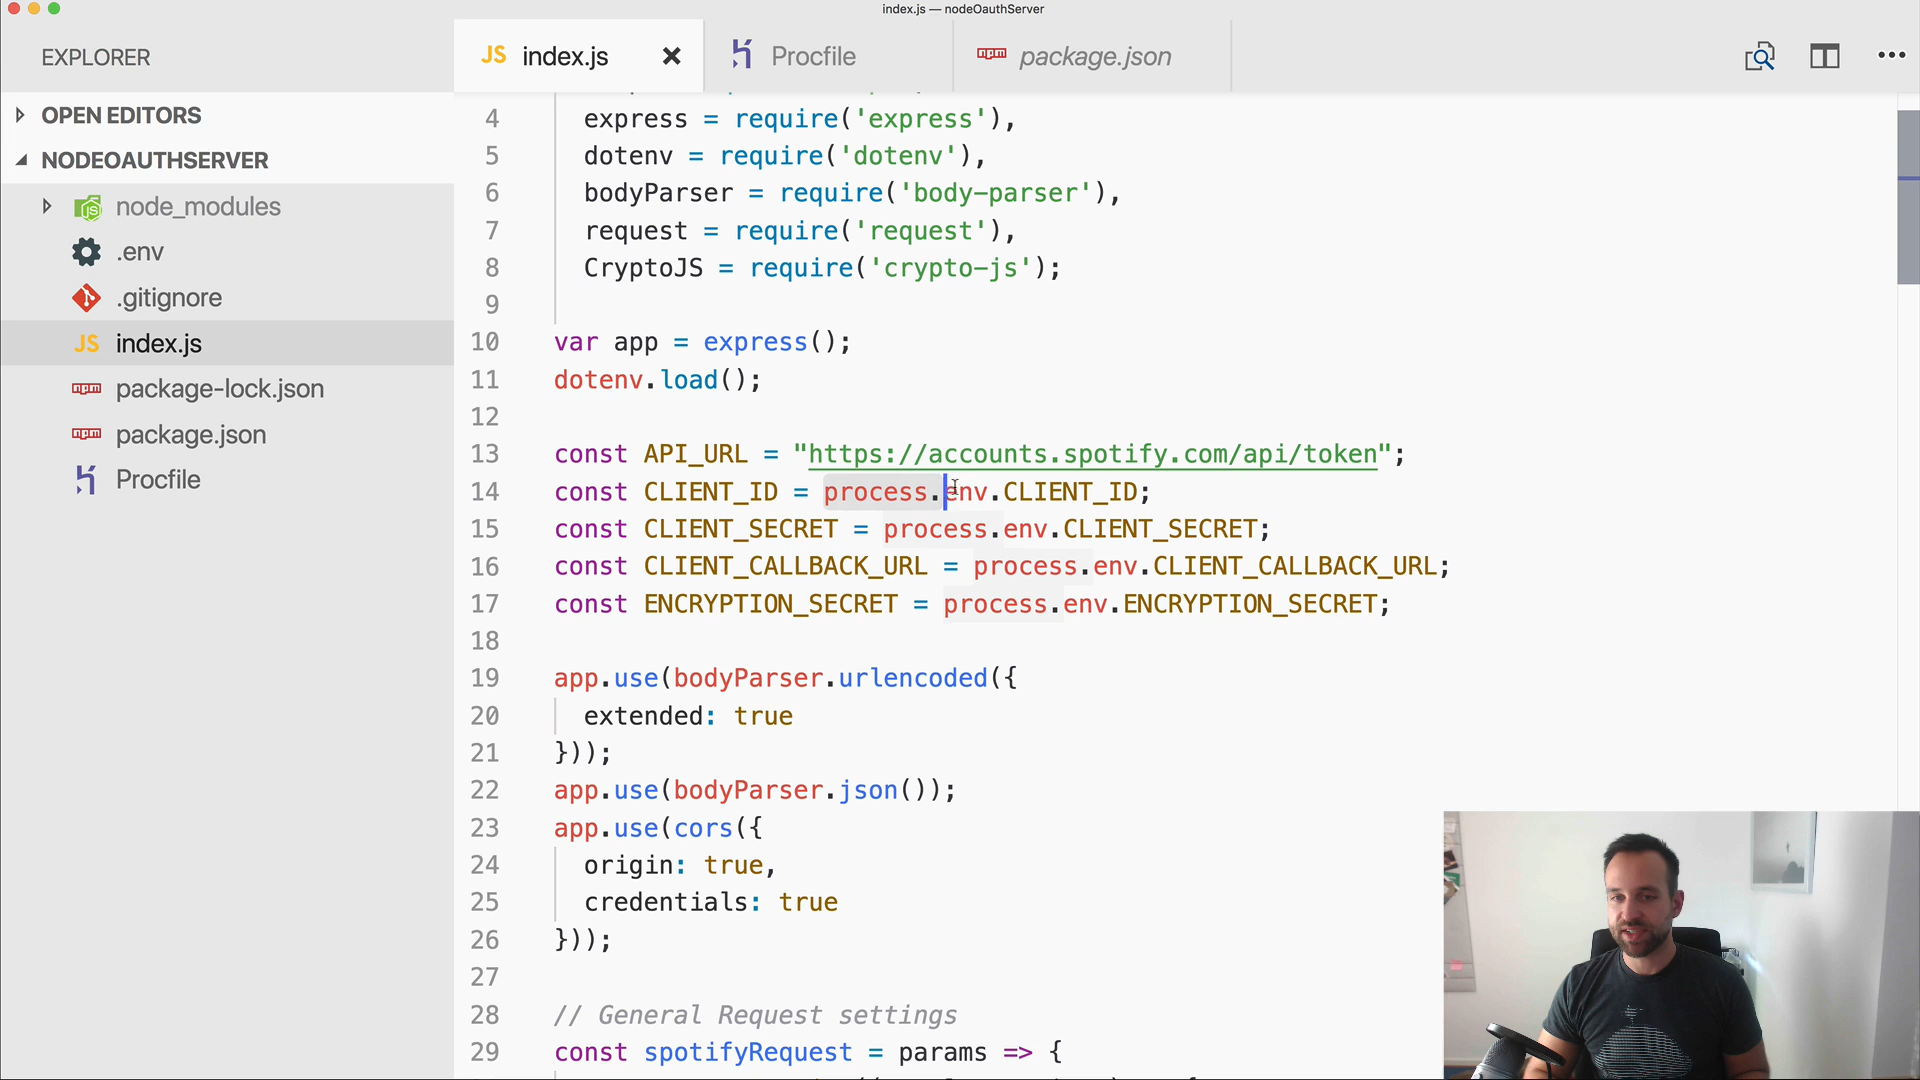 index.js — nodeOauthServer
EXPLORER
JS index.js
Procfile
package.json
OPEN EDITORS
NODEOAUTHSERVER
node_modules
.env
.gitignore
JS index.js
package-lock.json
package.json
Procfile
4 express = require('express'),
5 dotenv = require('dotenv'),
6 bodyParser = require('body-parser'),
7 request = require('request'),
8 CryptoJS = require('crypto-js');
9
10 var app = express();
11 dotenv.load();
12
13 const API_URL = "https://accounts.spotify.com/api/token";
14 const CLIENT_ID = process.env.CLIENT_ID;
15 const CLIENT_SECRET = process.env.CLIENT_SECRET;
16 const CLIENT_CALLBACK_URL = process.env.CLIENT_CALLBACK_URL;
17 const ENCRYPTION_SECRET = process.env.ENCRYPTION_SECRET;
18
19 app.use(bodyParser.urlencoded({
20 extended: true
21 }));
22 app.use(bodyParser.json());
23 app.use(cors({
24 origin: true,
25 credentials: true
26 }));
27
28 // General Request settings
29 const spotifyRequest = params => {